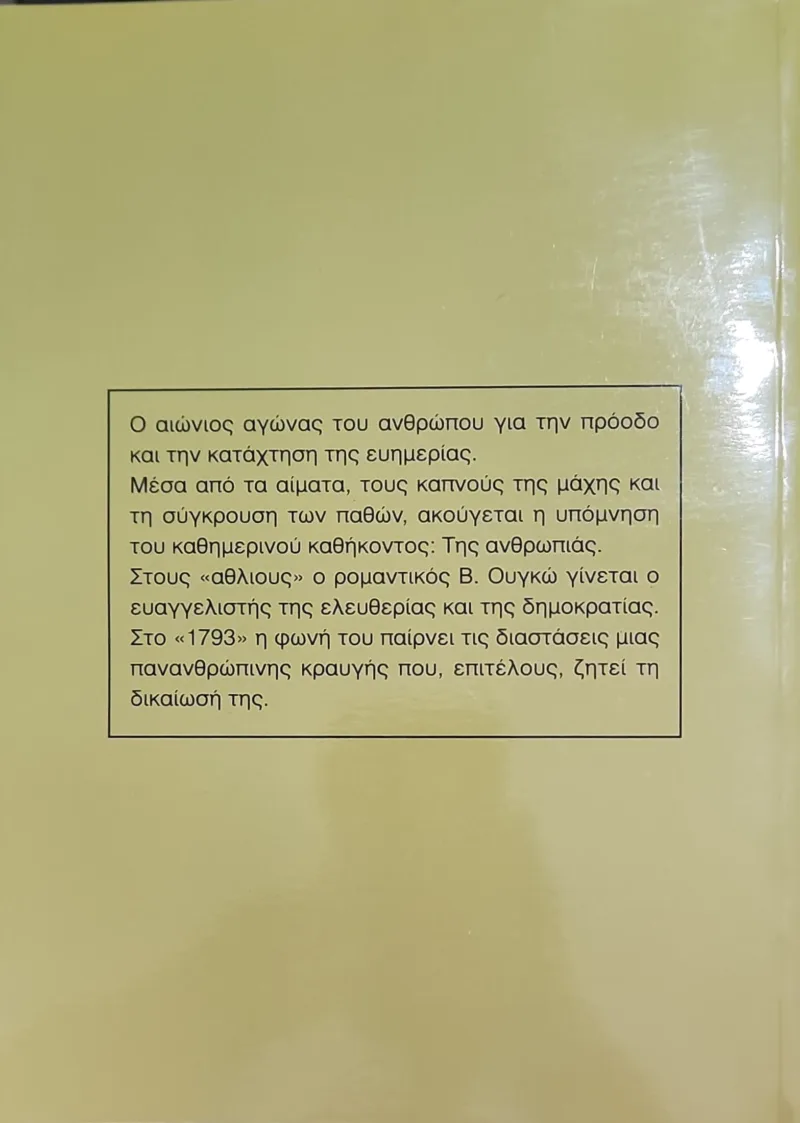 Ο αιώνιος αγώνας του ανθρώπου για την πρόοδο
και την κατάχτηση της ευημερίας.
Μέσα από τα αίματα, τους καπνούς της μάχης και
τη σύγκρουση των παθών, ακούγεται η υπόμνηση
του καθημερινού καθήκοντος: Της ανθρωπιάς.
Στους «αθλιους» ο ρομαντικός Β. Ουγκώ γίνεται ο
ευαγγελιστής της ελευθερίας και της δημοκρατίας.
Στο «1793» η φωνή του παίρνει τις διαστάσεις μιας
πανανθρώπινης κραυγής που, επιτέλους, ζητεί τη
δικαίωσή της.